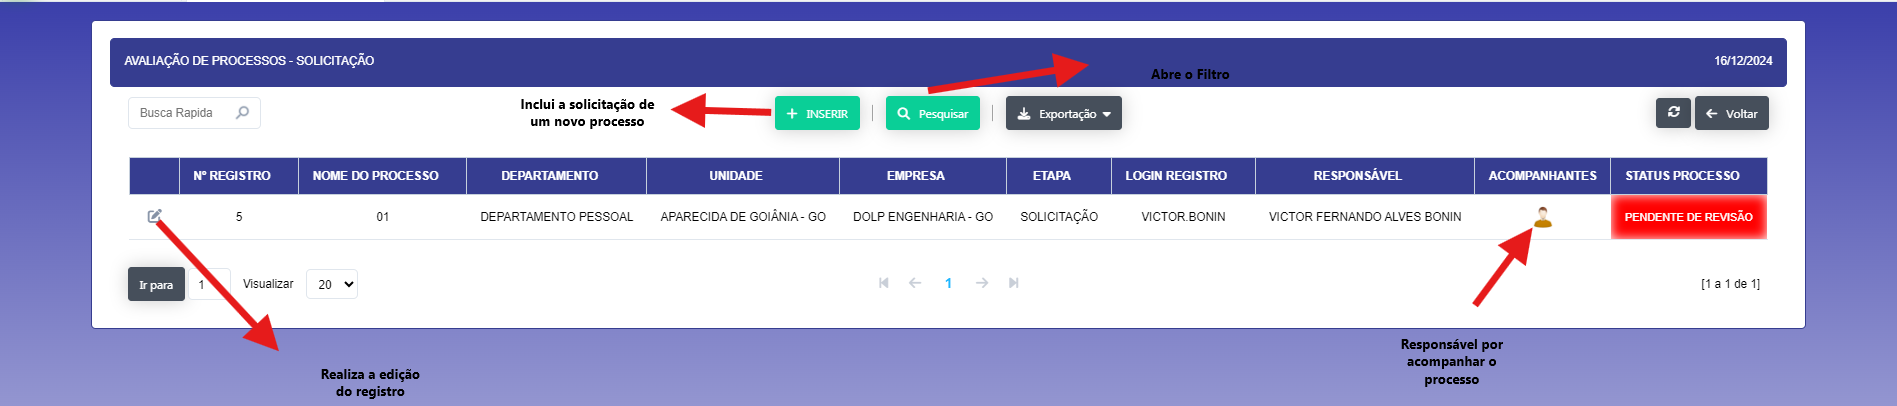 AVALIAÇÃO DE PROCESSOS - SOLICITAÇÃO
16/12/2024
Abre o Filtro
Busca Rapida
Inclui a solicitação de
um novo processo
INSERIR
Pesquisar
Exportação
Voltar
Nº REGISTRO NOME DO PROCESSO DEPARTAMENTO UNIDADE EMPRESA ETAPA LOGIN REGISTRO RESPONSÁVEL ACOMPANHANTES STATUS PROCESSO
5 01 DEPARTAMENTO PESSOAL APARECIDA DE GOIÂNIA - GO DOLP ENGENHARIA - GO SOLICITAÇÃO VICTOR.BONIN VICTOR FERNANDO ALVES BONIN PENDENTE DE REVISÃO
Ir para 1 Visualizar 20 1 [1 a 1 de 1]
Realiza a edição
do registro
Responsável por
acompanhar o
processo